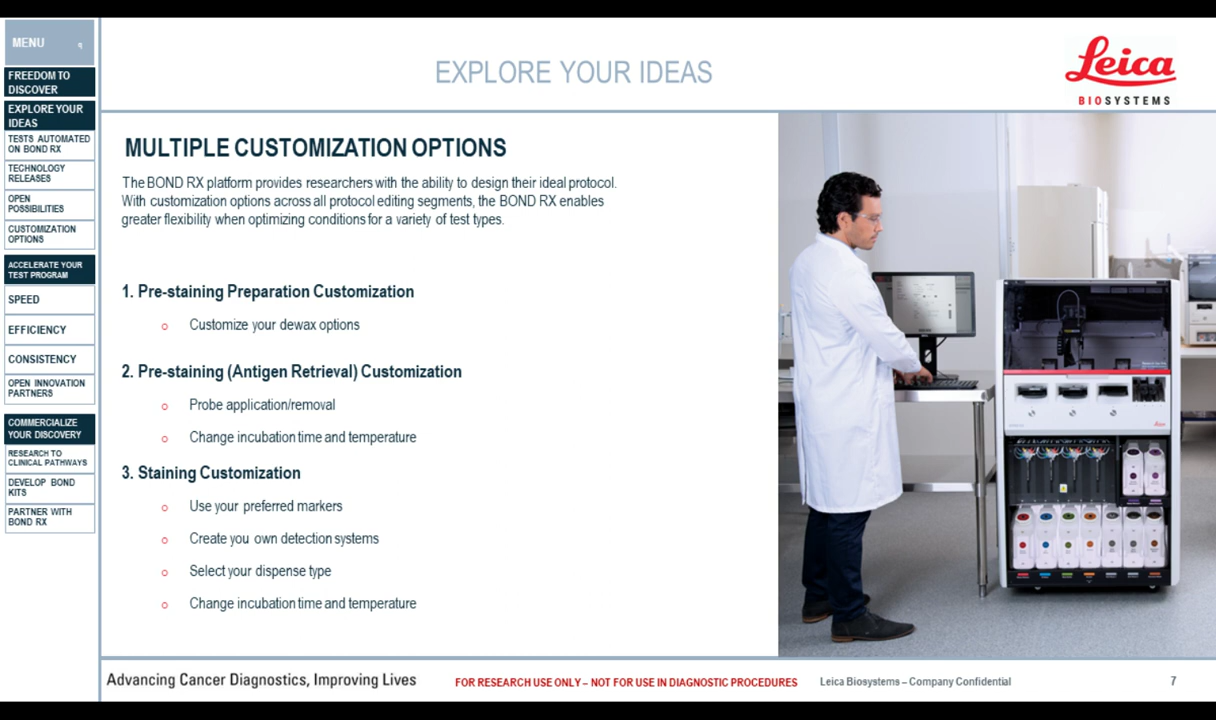 MENU
FREEDOM TO
DISCOVER
EXPLORE YOUR
IDEAS
TESTS AUTOMATED
ON BOND RX
TECHNOLOGY
RELEASES
OPEN
POSSIBILITIES
CUSTOMIZATION
OPTIONS
ACCELERATE YOUR
TEST PROGRAM
SPEED
EFFICIENCY
CONSISTENCY
OPEN INNOVATION
PARTNERS
COMMERCIALIZE
YOUR DISCOVERY
RESEARCH TO
CLINICAL PATHWAYS
DEVELOP BOND
KITS
PARTNER WITH
BOND RX
EXPLORE YOUR IDEAS
Leica
BIOSYSTEMS
MULTIPLE CUSTOMIZATION OPTIONS
The BOND RX platform provides researchers with the ability to design their ideal protocol.
With customization options across all protocol editing segments, the BOND RX enables
greater flexibility when optimizing conditions for a variety of test types.
1. Pre-staining Preparation Customization
o Customize your dewax options
2. Pre-staining (Antigen Retrieval) Customization
o Probe application/removal
o Change incubation time and temperature
3. Staining Customization
o Use your preferred markers
o Create you own detection systems
o Select your dispense type
o Change incubation time and temperature
Advancing Cancer Diagnostics, Improving Lives
FOR RESEARCH USE ONLY – NOT FOR USE IN DIAGNOSTIC PROCEDURES
Leica Biosystems – Company Confidential
7